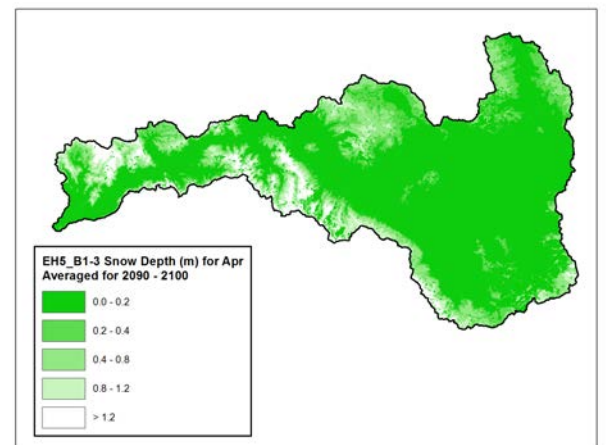 EH5_B1-3 Snow Depth (m) for Apr
Averaged for 2090 - 2100
0.0 - 0.2
0.2 - 0.4
0.4 - 0.8
0.8 - 1.2
> 1.2